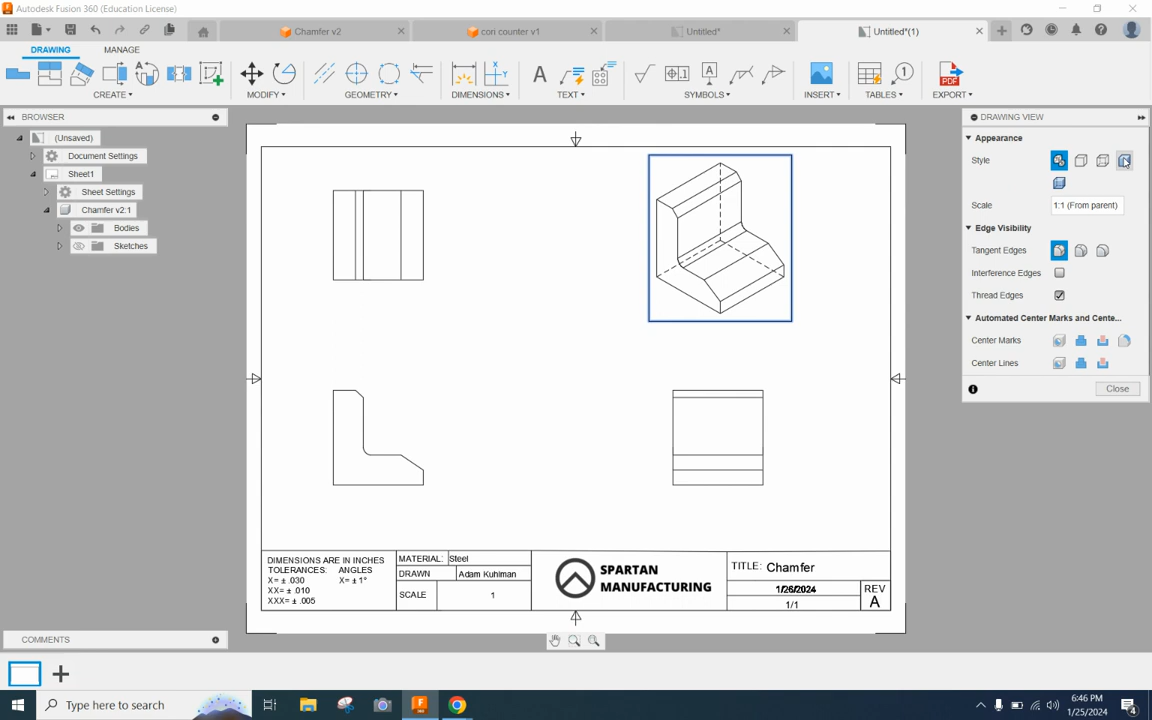 Autodesk Fusion 360 (Education License)
Chamfer v2
cori counter v1
Untitled*
Untitled*(1)
DRAWING
MANAGE
CREATE
MODIFY
GEOMETRY
DIMENSIONS
TEXT
SYMBOLS
INSERT
TABLES
EXPORT
BROWSER
(Unsaved)
Document Settings
Sheet1
Sheet Settings
Chamfer v2:1
Bodies
Sketches
DRAWING VIEW
Appearance
Style
Scale 1:1 (From parent)
Edge Visibility
Tangent Edges
Interference Edges
Thread Edges
Automated Center Marks and Cente...
Center Marks
Center Lines
Close
DIMENSIONS ARE IN INCHES
TOLERANCES: ANGLES
X= ± .030 X= ± 1°
XX= ± .010
XXX= ± .005
MATERIAL: Steel
DRAWN Adam Kuhlman
SCALE 1
SPARTAN
MANUFACTURING
TITLE: Chamfer
1/26/2024
1/1
REV
A
COMMENTS
Type here to search
6:46 PM
1/25/2024
4